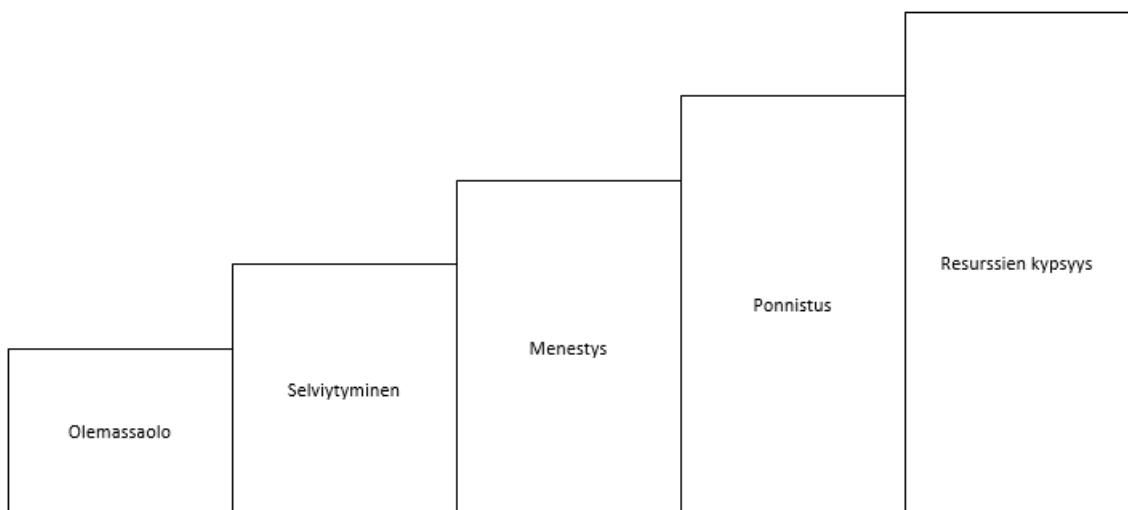 Olemassaolo
Selviytyminen
Menestys
Ponnistus
Resurssien kypsyys